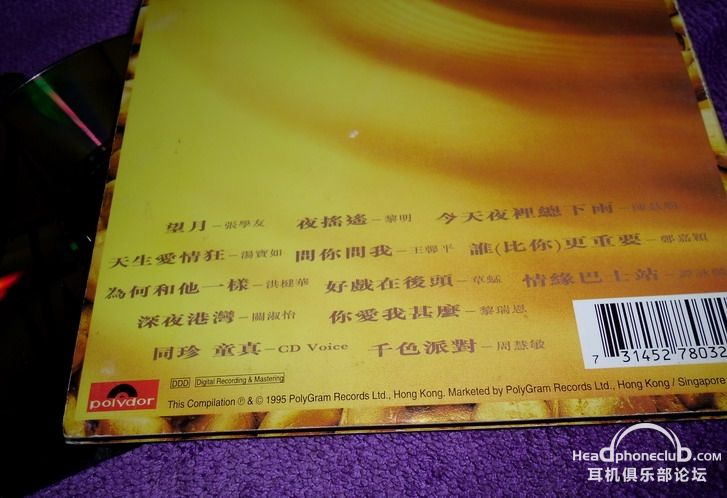 望月－張學友 夜搖遙－黎明 今天夜裡總下雨－
天生愛情狂－湯寶如 問你問我－王馨平 誰(比你)更重要－鄭嘉穎
為何和他一樣－洪楗華 好戲在後頭－草蜢 情緣巴士站－
深夜港灣－關淑怡 你愛我甚麼－黎瑞恩
同珍 童真－CD Voice 千色派對－周慧敏
7 31452 78032
polydor
DDD Digital Recording & Mastering
This Compilation ℗ & © 1995 PolyGram Records Ltd., Hong Kong. Marketed by PolyGram Records Ltd., Hong Kong / Singapore
Headphoneclub.com
耳机俱乐部论坛